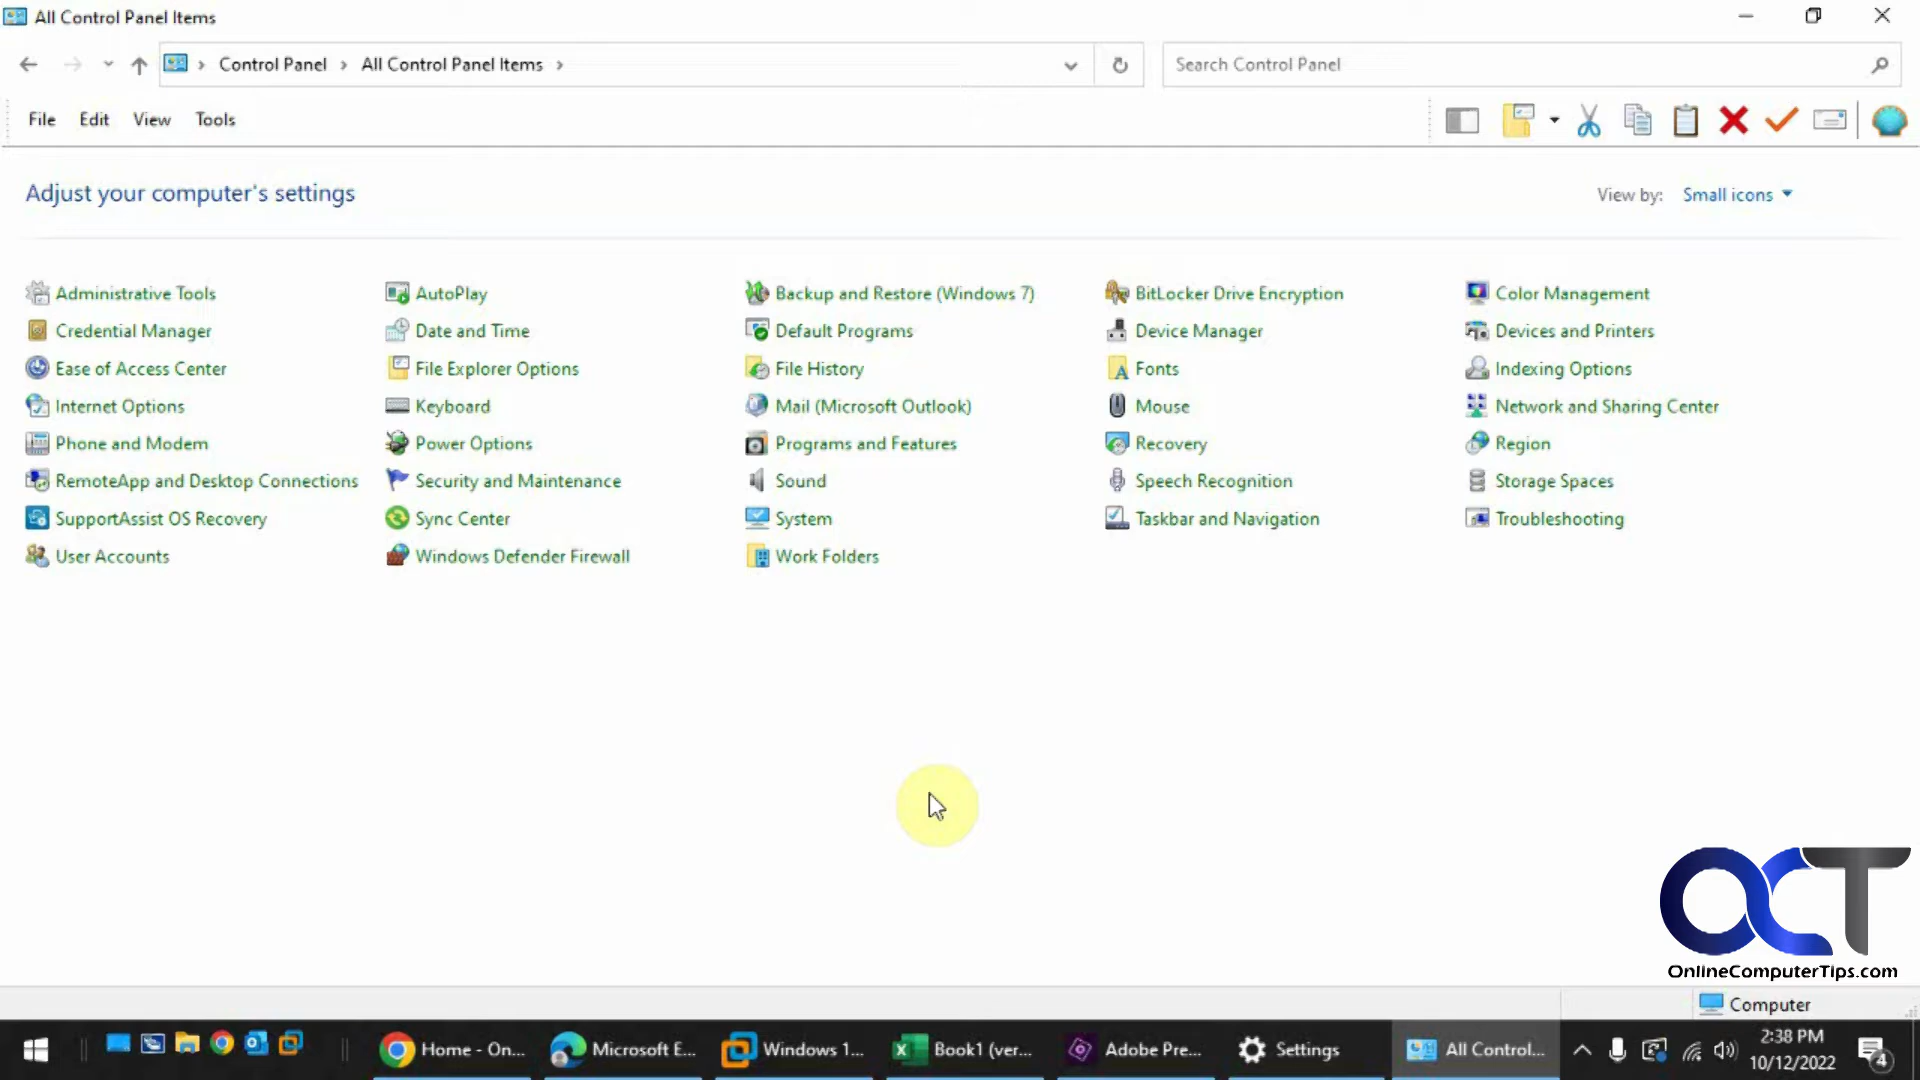 All Control Panel Items
Control Panel All Control Panel Items
Search Control Panel
File Edit View Tools
Adjust your computer's settings
View by: Small icons
Administrative Tools AutoPlay Backup and Restore (Windows 7) BitLocker Drive Encryption Color Management
Credential Manager Date and Time Default Programs Device Manager Devices and Printers
Ease of Access Center File Explorer Options File History Fonts Indexing Options
Internet Options Keyboard Mail (Microsoft Outlook) Mouse Network and Sharing Center
Phone and Modem Power Options Programs and Features Recovery Region
RemoteApp and Desktop Connections Security and Maintenance Sound Speech Recognition Storage Spaces
SupportAssist OS Recovery Sync Center System Taskbar and Navigation Troubleshooting
User Accounts Windows Defender Firewall Work Folders
OCT
OnlineComputerTips.com
Computer
Home - On... Microsoft E... Windows 1... Book1 (ver... Adobe Pre... Settings All Control...
2:38 PM
10/12/2022
4